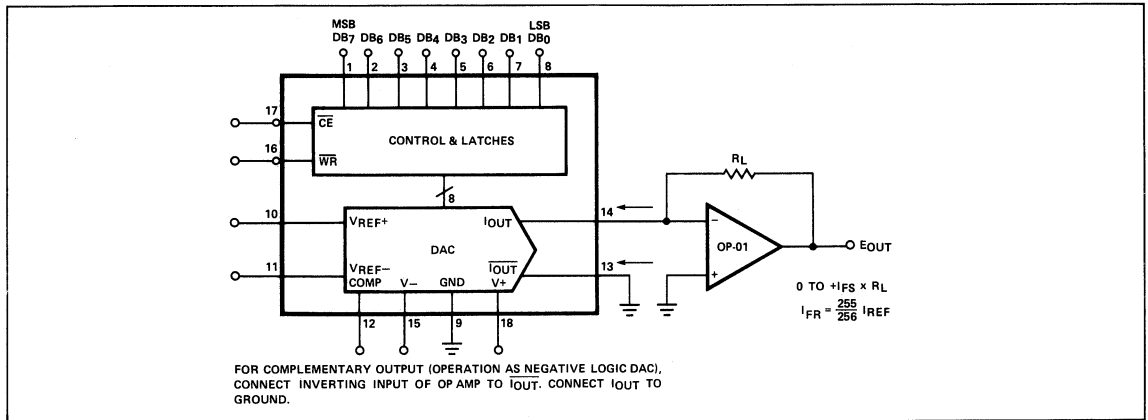 MSB LSB
DB7 DB6 DB5 DB4 DB3 DB2 DB1 DB0
1 2 3 4 5 6 7 8
17
CE
CONTROL & LATCHES
16
WR
8
RL
10
VREF+
IOUT
14
DAC
OP-01
−
+
EOUT
11
VREF−
IOUT
13
COMP V− GND V+
12 15 9 18
0 TO +IFS x RL
IFR = 255/256 IREF
FOR COMPLEMENTARY OUTPUT (OPERATION AS NEGATIVE LOGIC DAC),
CONNECT INVERTING INPUT OF OP AMP TO IOUT. CONNECT IOUT TO
GROUND.